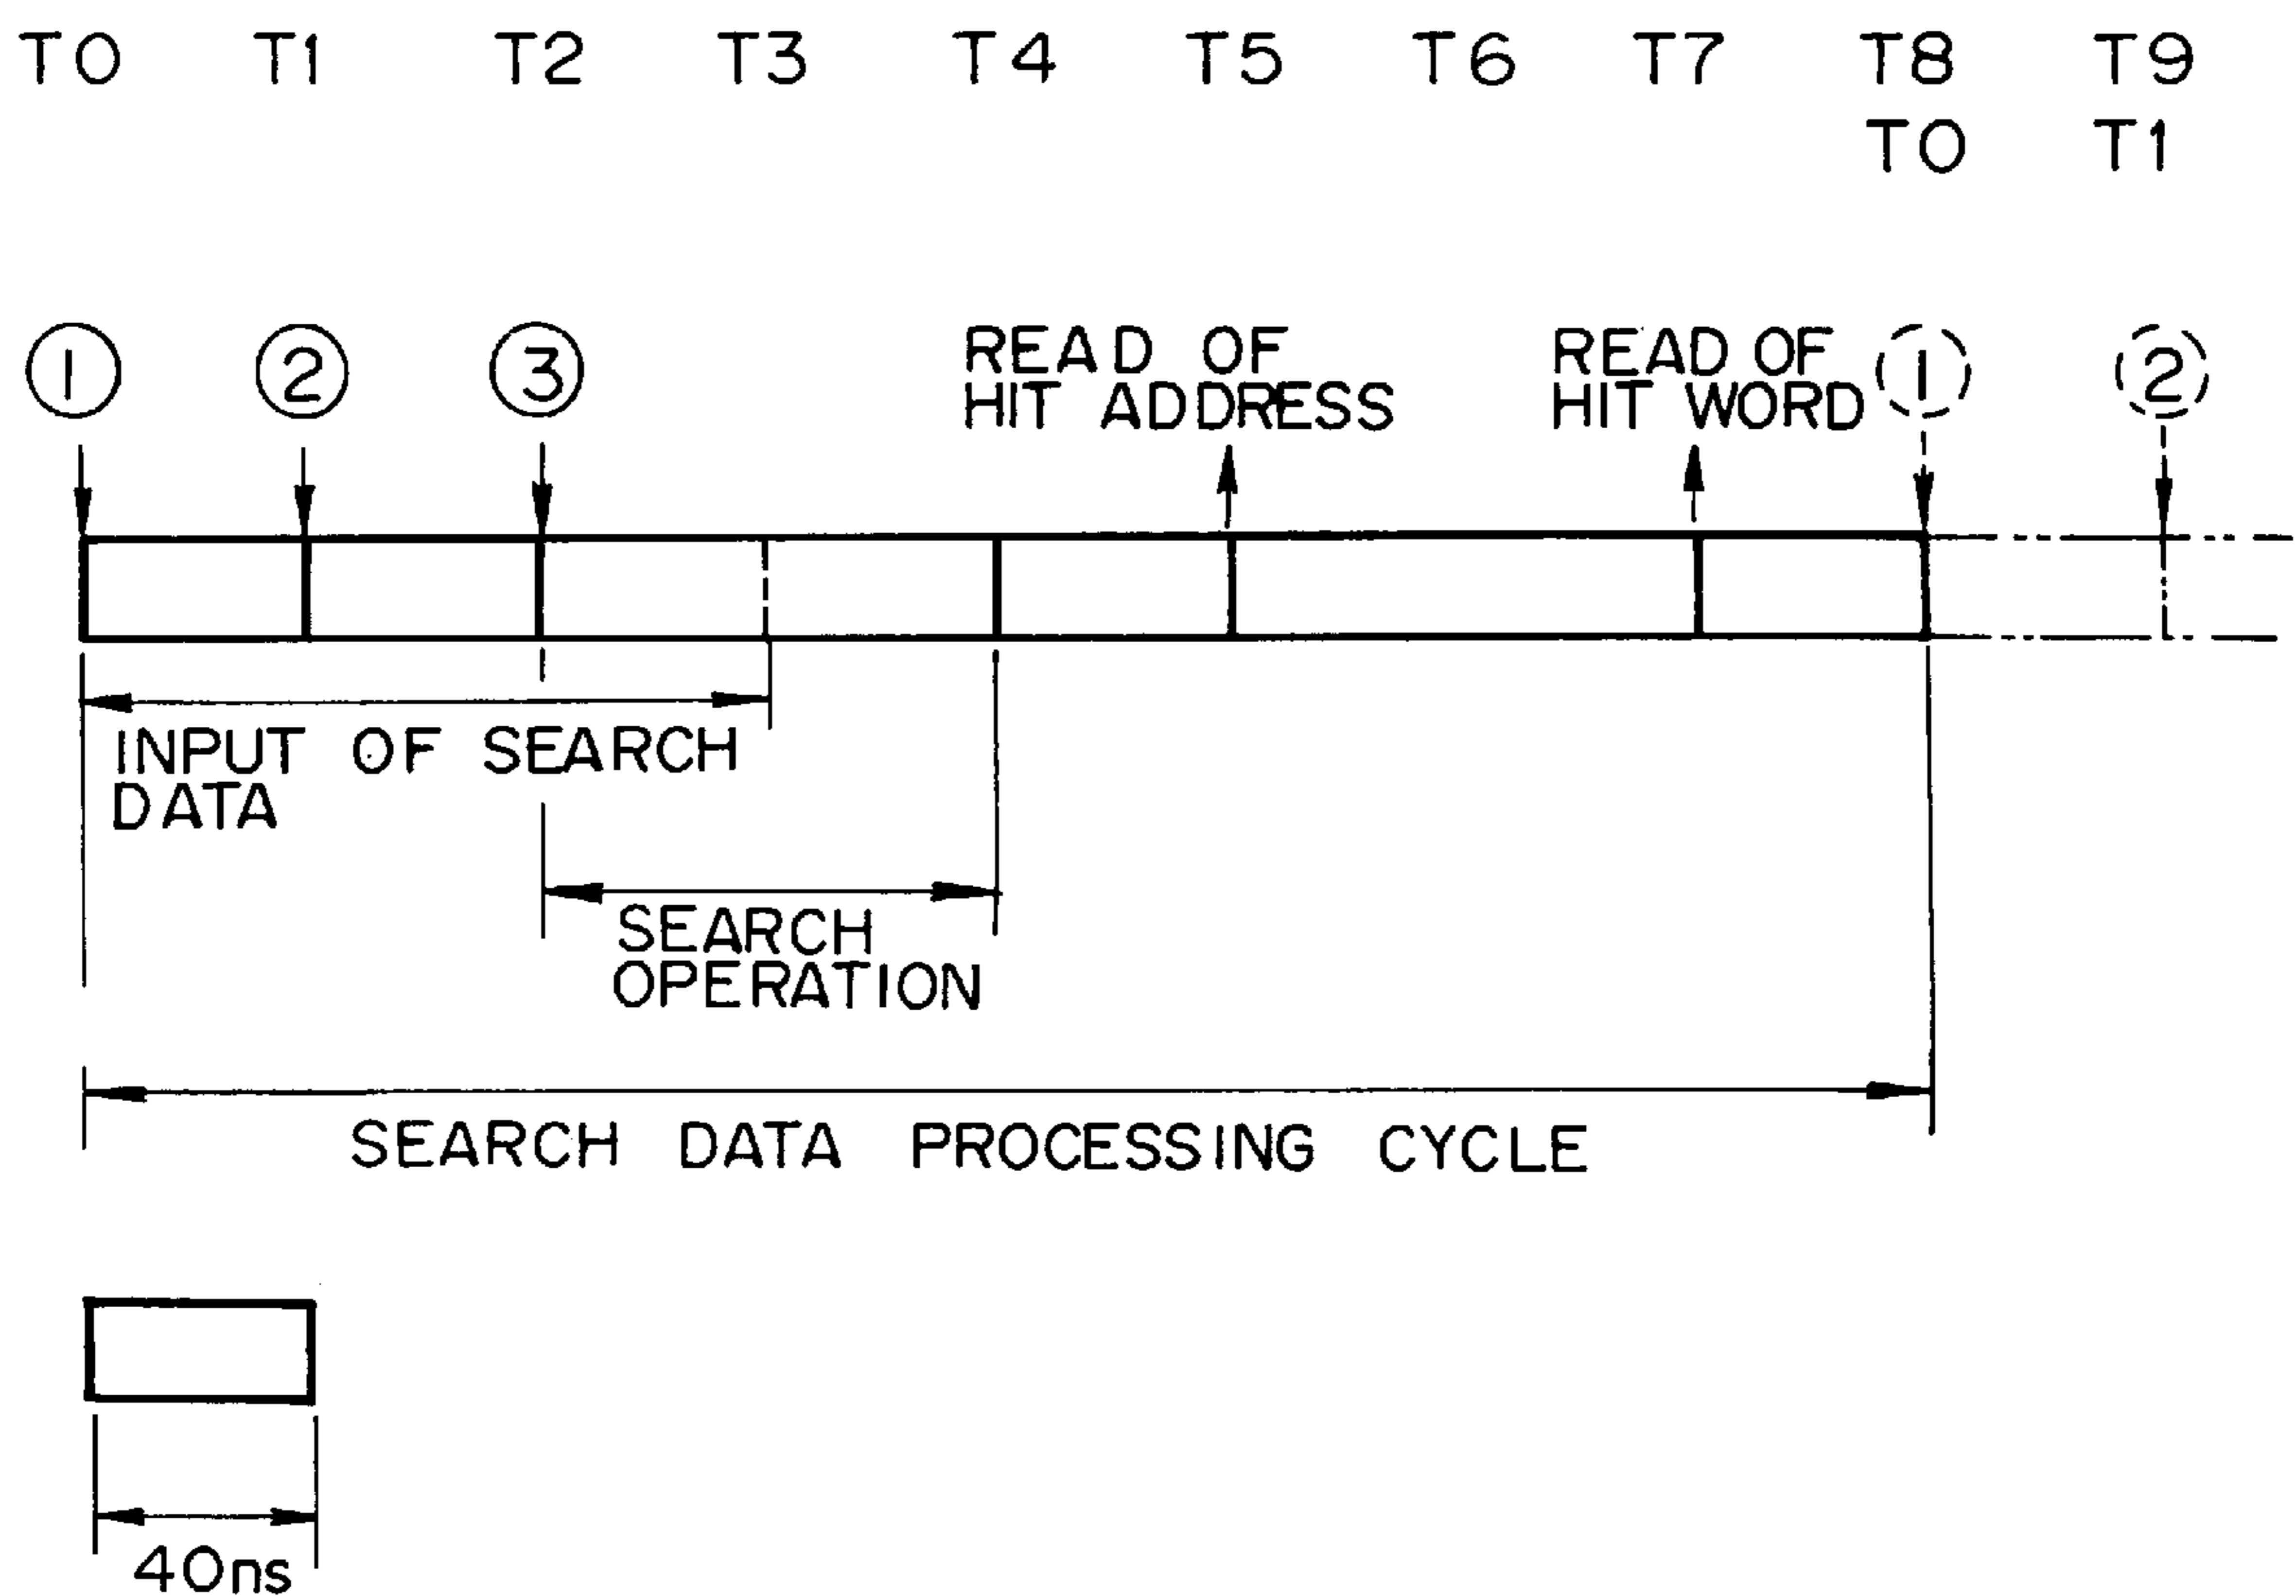 T0 T1 T2 T3 T4 T5 T6 T7 T8 T9
T0 T1
① ② ③ ① ②
READ OF
HIT ADDRESS
READ OF
HIT WORD
INPUT OF SEARCH
DATA
SEARCH
OPERATION
SEARCH DATA PROCESSING CYCLE
40ns